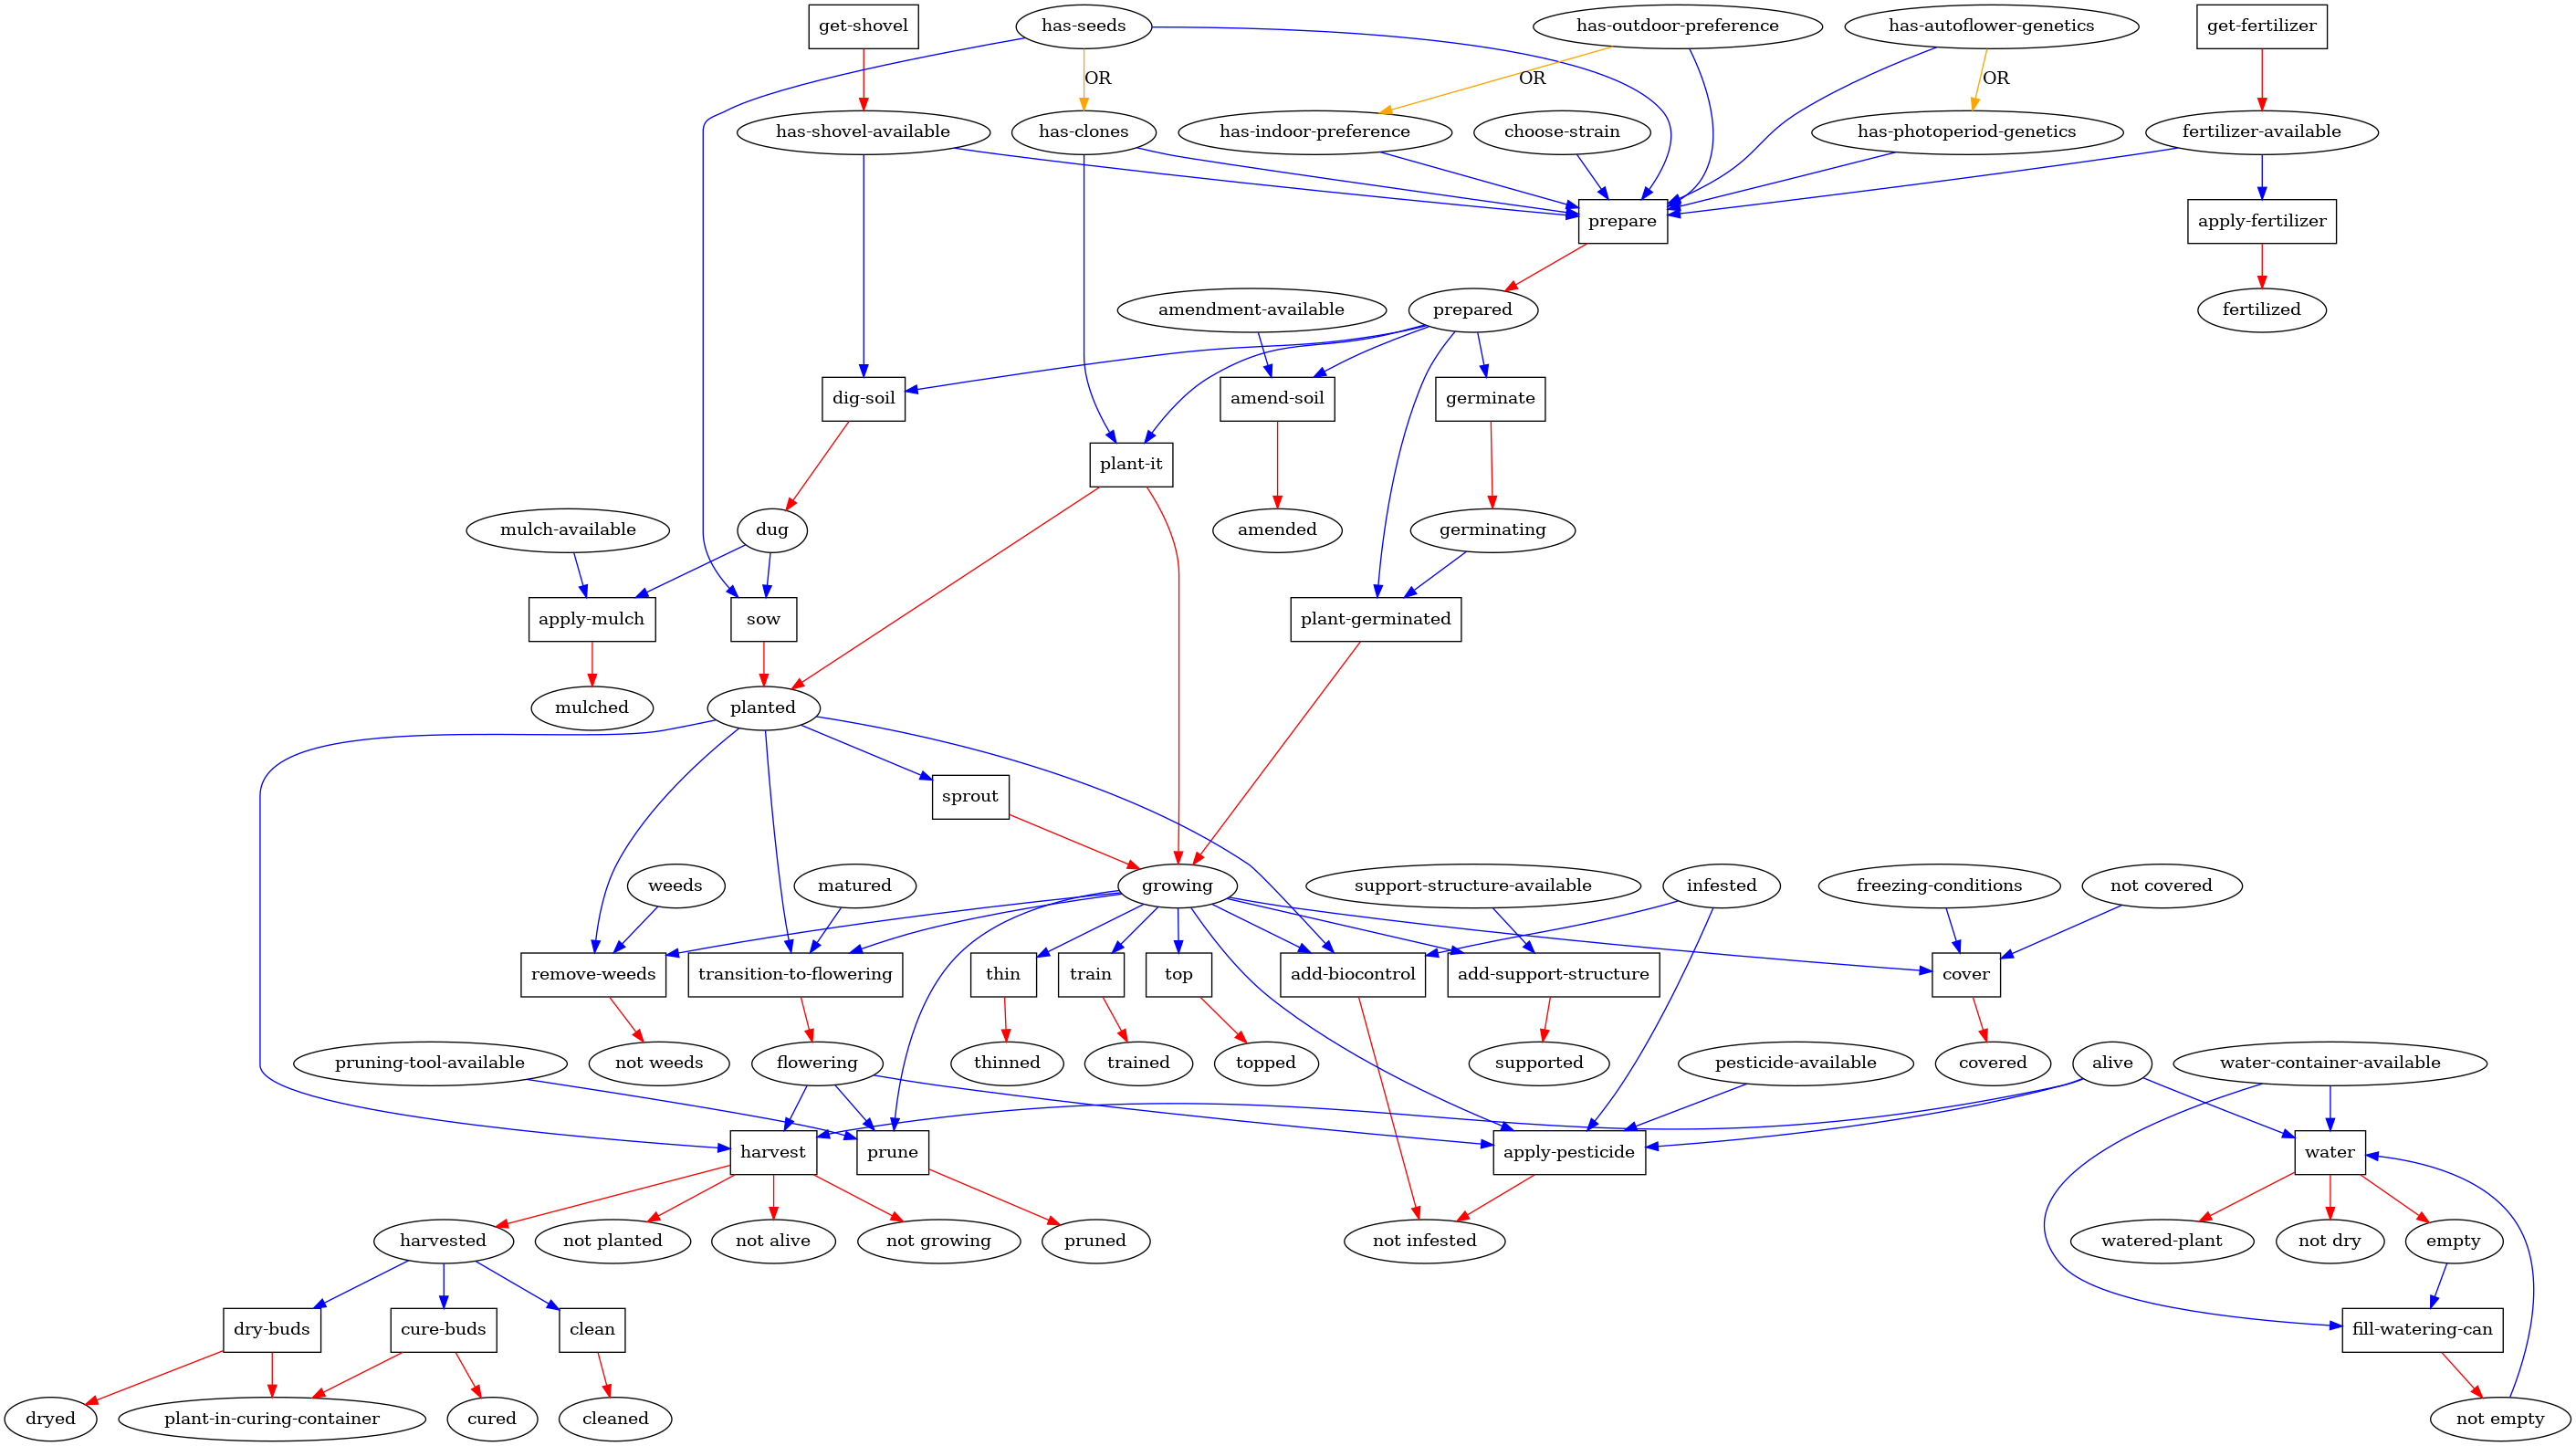 get-shovel
has-seeds
has-outdoor-preference
has-autoflower-genetics
get-fertilizer
OR
OR
OR
has-shovel-available
has-clones
has-indoor-preference
choose-strain
has-photoperiod-genetics
fertilizer-available
prepare
apply-fertilizer
amendment-available
prepared
fertilized
dig-soil
amend-soil
germinate
plant-it
mulch-available
dug
amended
germinating
apply-mulch
sow
plant-germinated
mulched
planted
sprout
weeds
matured
growing
support-structure-available
infested
freezing-conditions
not covered
remove-weeds
transition-to-flowering
thin
train
top
add-biocontrol
add-support-structure
cover
pruning-tool-available
not weeds
flowering
thinned
trained
topped
supported
pesticide-available
covered
alive
water-container-available
harvest
prune
apply-pesticide
water
harvested
not planted
not alive
not growing
pruned
not infested
watered-plant
not dry
empty
dry-buds
cure-buds
clean
fill-watering-can
dryed
plant-in-curing-container
cured
cleaned
not empty